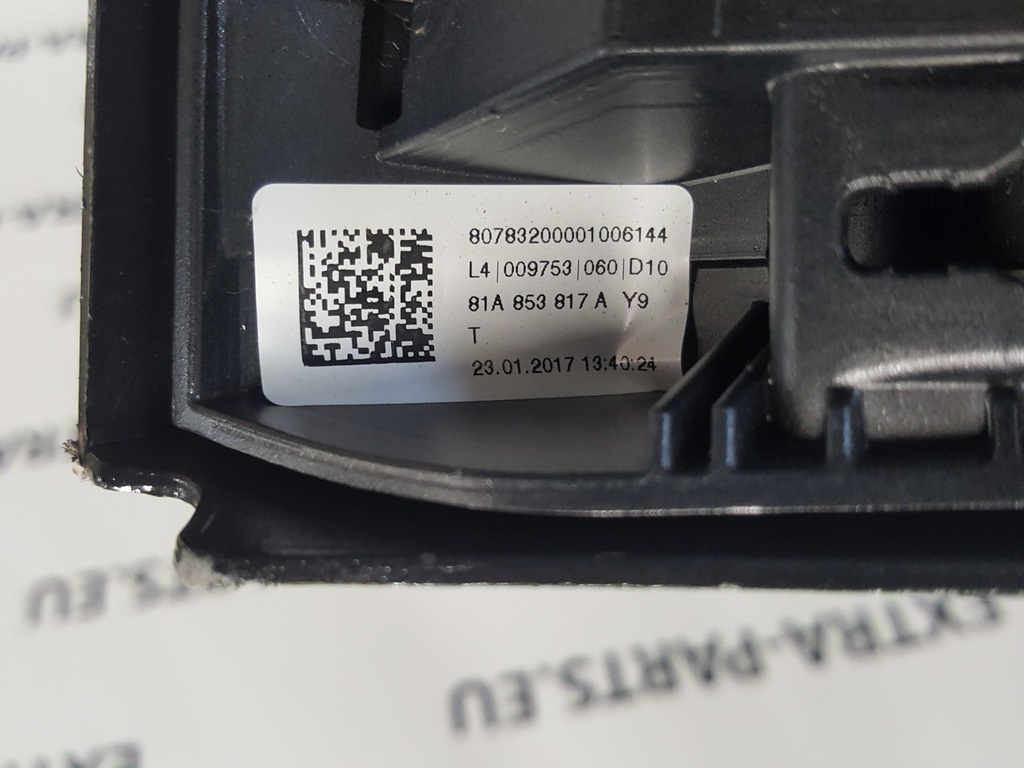 80783200001006144
L4|009753|060|D10
81A 853 817 A Y9
T
23.01.2017 13:40:24
EXTRA-PARTS.EU